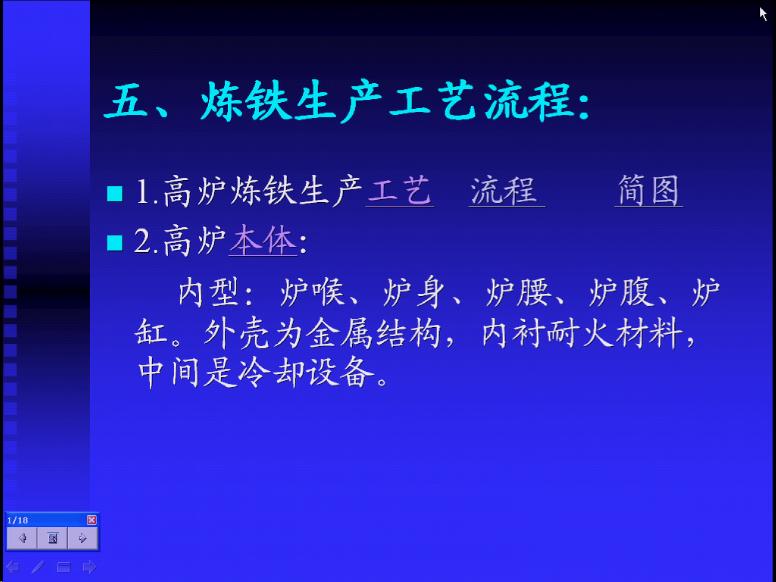 五、炼铁生产工艺流程:
1.高炉炼铁生产工艺 流程 简图
2.高炉本体:
内型: 炉喉、炉身、炉腰、炉腹、炉
缸。外壳为金属结构, 内衬耐火材料,
中间是冷却设备。
1/18